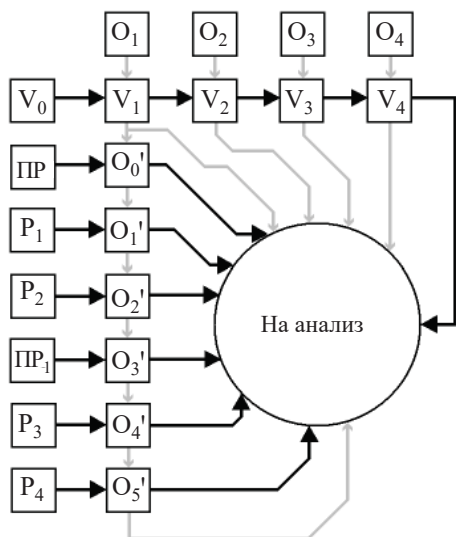 O₁ O₂ O₃ O₄
V₀ V₁ V₂ V₃ V₄
ПР O₀'
P₁ O₁'
P₂ O₂'
На анализ
ПР₋₁ O₃'
P₃ O₄'
P₄ O₅'